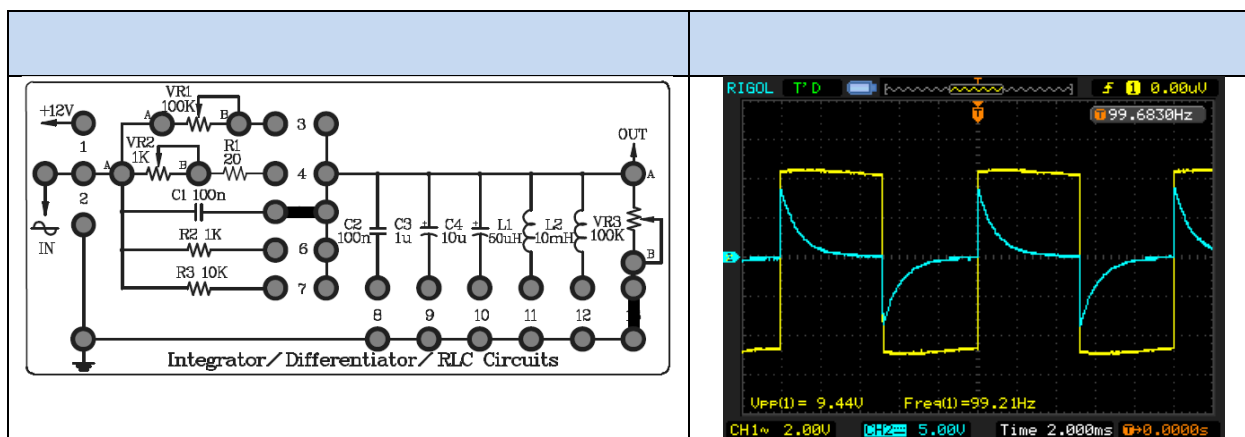 +12V
VR1
100K
A
B
3
1
VR2
1K
A
B
R1
20
4
OUT
A
2
C1 100n
IN
R2 1K
6
R3 10K
7
C2
100n
C3
1u
C4
10u
L1
50uH
L2
10mH
VR3
100K
B
8
9
10
11
12
Integrator/Differentiator/RLC Circuits
RIGOL T'D T 1 0.00uV
T 99.6830Hz
T
Vpp(1)= 9.44V Freq(1)=99.21Hz
CH1~ 2.00V CH2 5.00V Time 2.000ms T→0.0000s